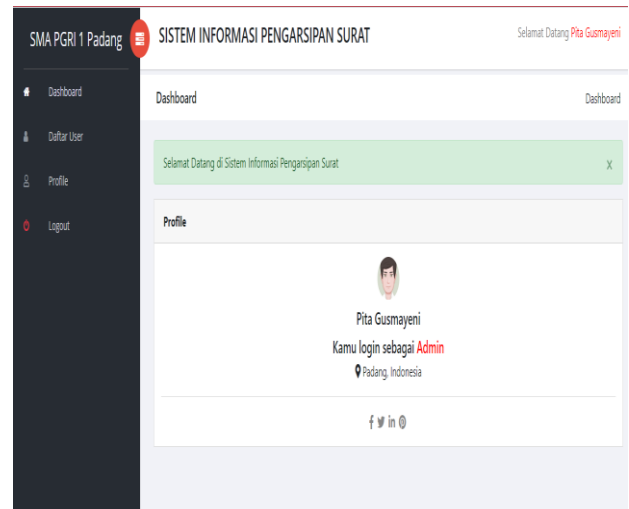 SMA PGRI 1 Padang
SISTEM INFORMASI PENGARSIPAN SURAT
Selamat Datang Pita Gusmayeni
Dashboard
Daftar User
Profile
Logout
Dashboard
Dashboard
Selamat Datang di Sistem Informasi Pengarsipan Surat
X
Profile
Pita Gusmayeni
Kamu login sebagai Admin
Padang, Indonesia